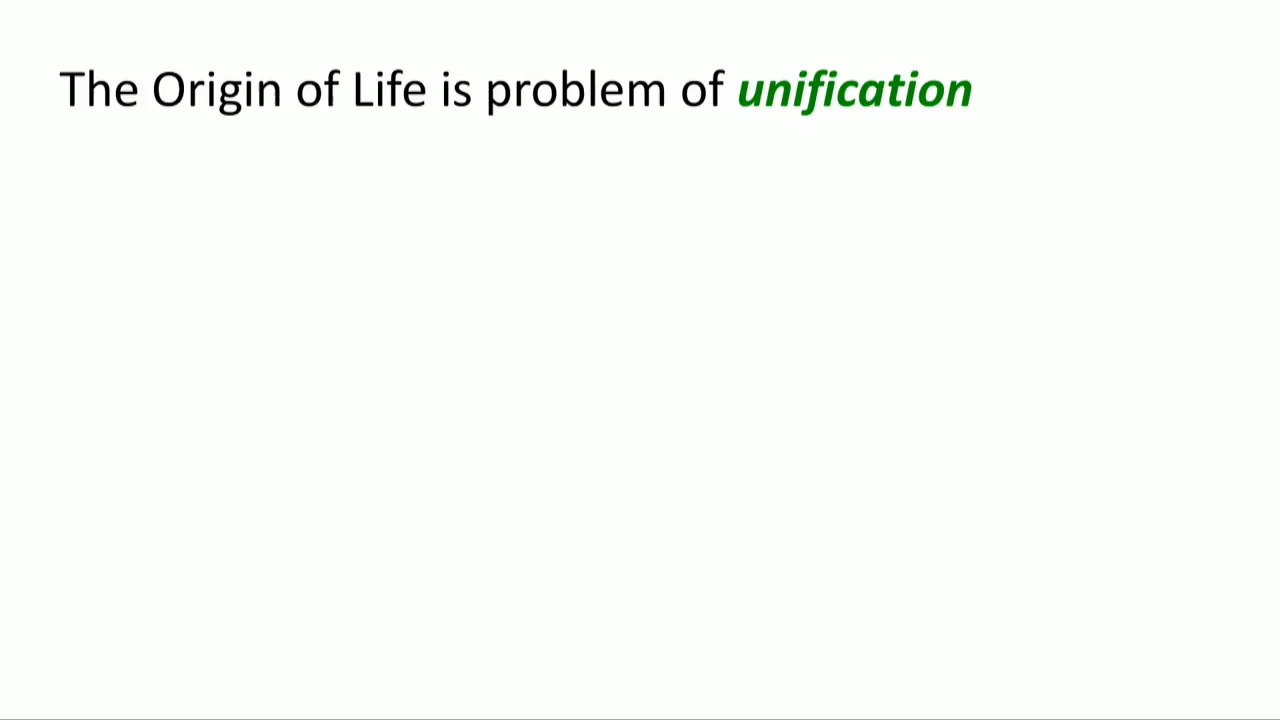 The Origin of Life is problem of unification